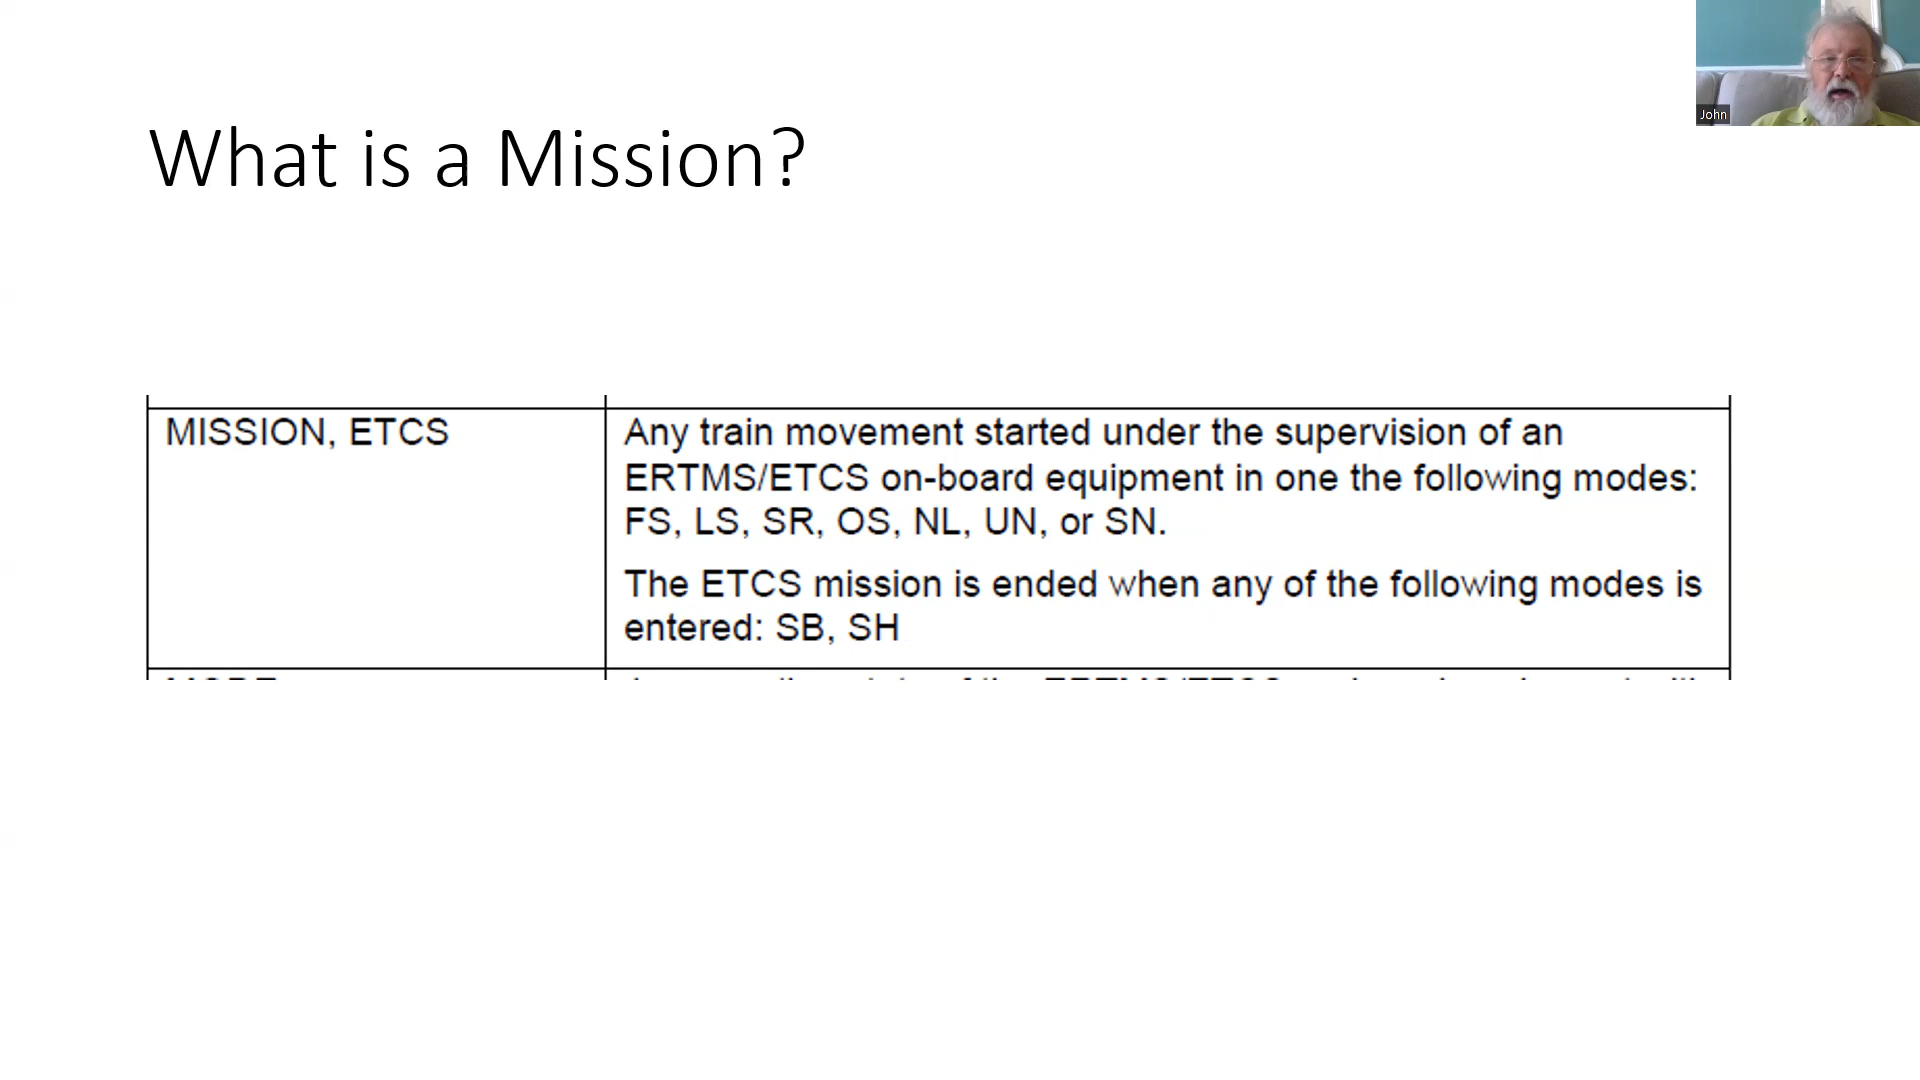 John
What is a Mission?
MISSION, ETCS
Any train movement started under the supervision of an
ERTMS/ETCS on-board equipment in one the following modes:
FS, LS, SR, OS, NL, UN, or SN.
The ETCS mission is ended when any of the following modes is
entered: SB, SH